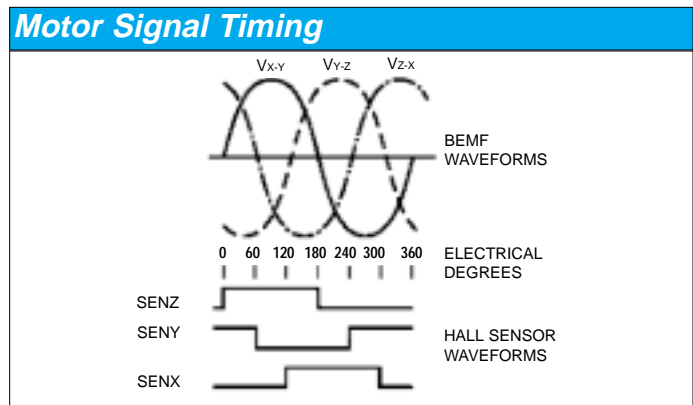 Motor Signal Timing
VX-Y VY-Z VZ-X
BEMF
WAVEFORMS
0 60 120 180 240 300 360
ELECTRICAL
DEGREES
SENZ
SENY
HALL SENSOR
WAVEFORMS
SENX